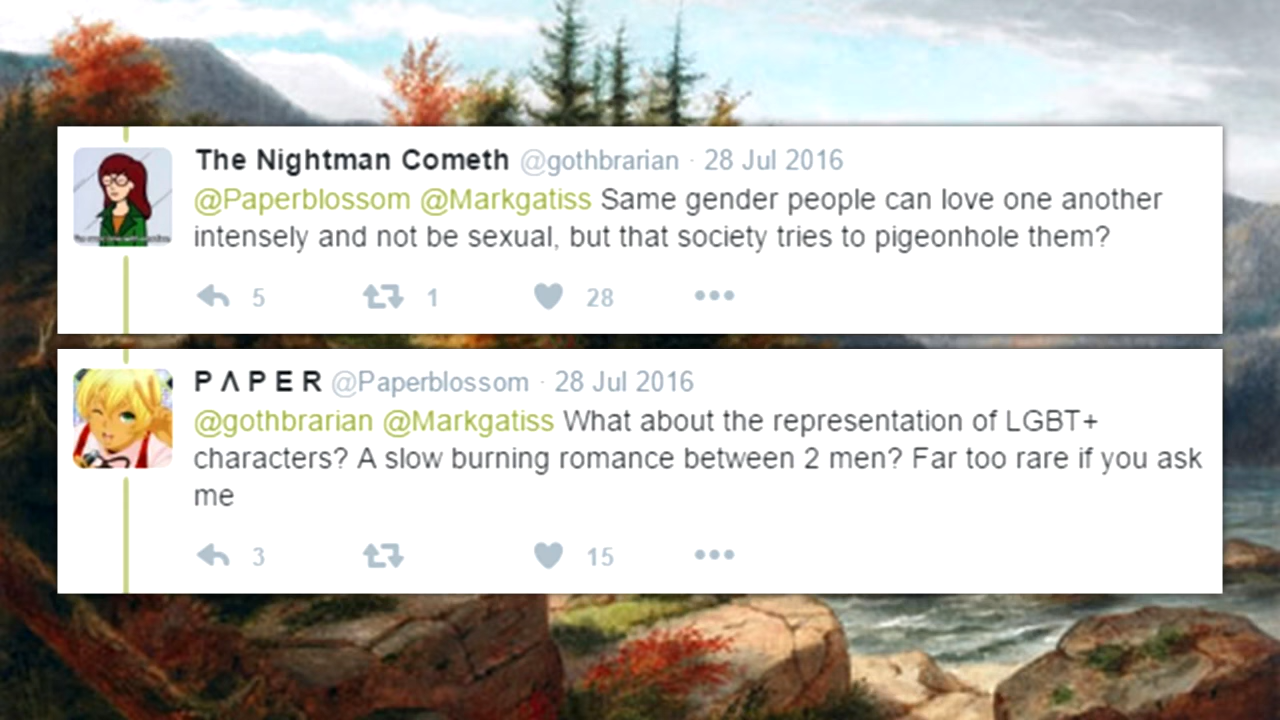 The Nightman Cometh @gothbrarian · 28 Jul 2016
@Paperblossom @Markgatiss Same gender people can love one another
intensely and not be sexual, but that society tries to pigeonhole them?
5 1 28 •••
P Λ P E R @Paperblossom · 28 Jul 2016
@gothbrarian @Markgatiss What about the representation of LGBT+
characters? A slow burning romance between 2 men? Far too rare if you ask
me
3 15 •••